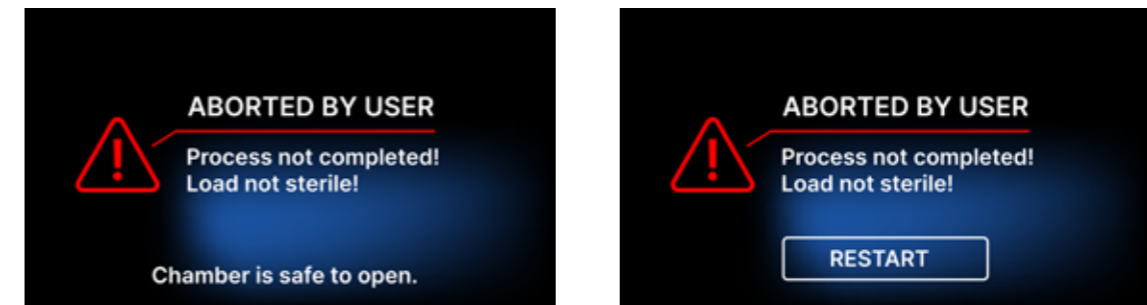 ABORTED BY USER
Process not completed!
Load not sterile!
Chamber is safe to open.
ABORTED BY USER
Process not completed!
Load not sterile!
RESTART